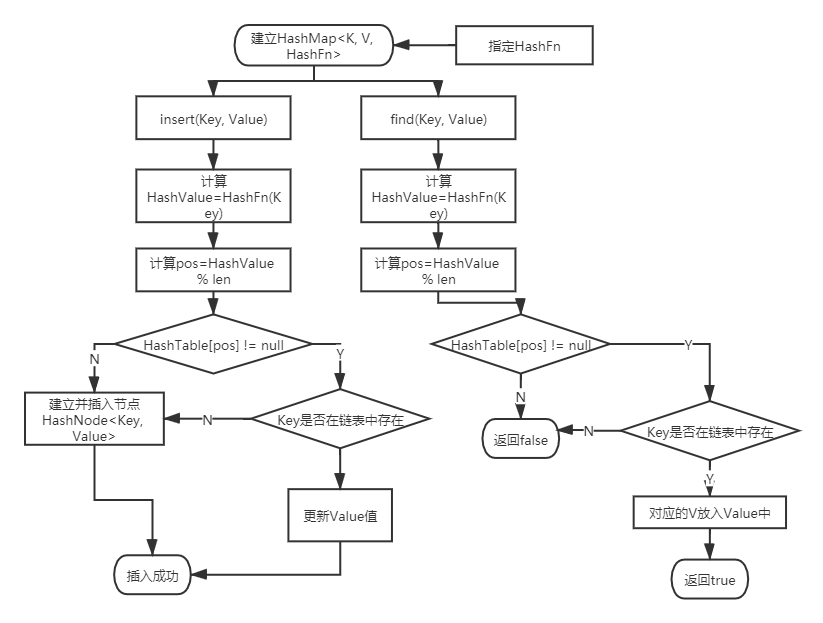 建立HashMap<K, V,
HashFn>
指定HashFn
insert(Key, Value)
find(Key, Value)
计算
HashValue=HashFn(K
ey)
计算
HashValue=HashFn(K
ey)
计算pos=HashValue
% len
计算pos=HashValue
% len
HashTable[pos] != null
HashTable[pos] != null
N
Y
Y
建立并插入节点
HashNode<Key,
Value>
N
Key是否在链表中存在
N
返回false
N
Key是否在链表中存在
Y
更新Value值
对应的V放入Value中
插入成功
返回true